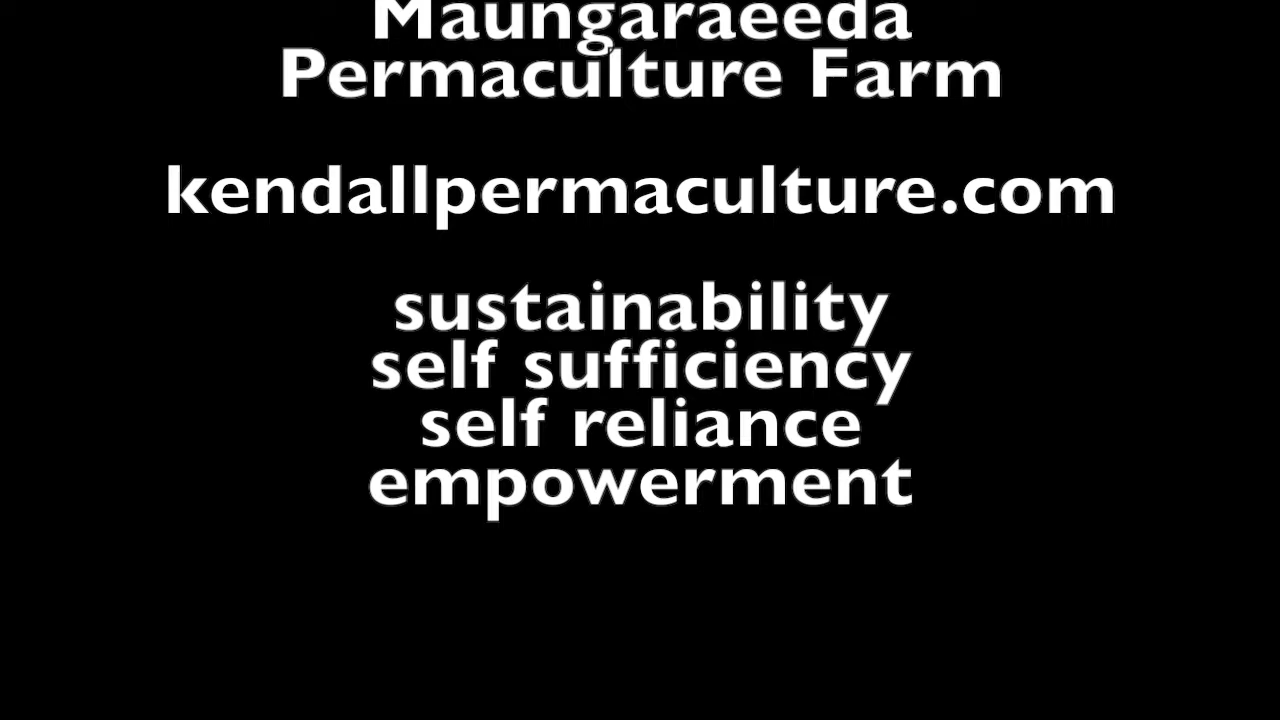 Maungaraeeda
Permaculture Farm
kendallpermaculture.com
sustainability
self sufficiency
self reliance
empowerment